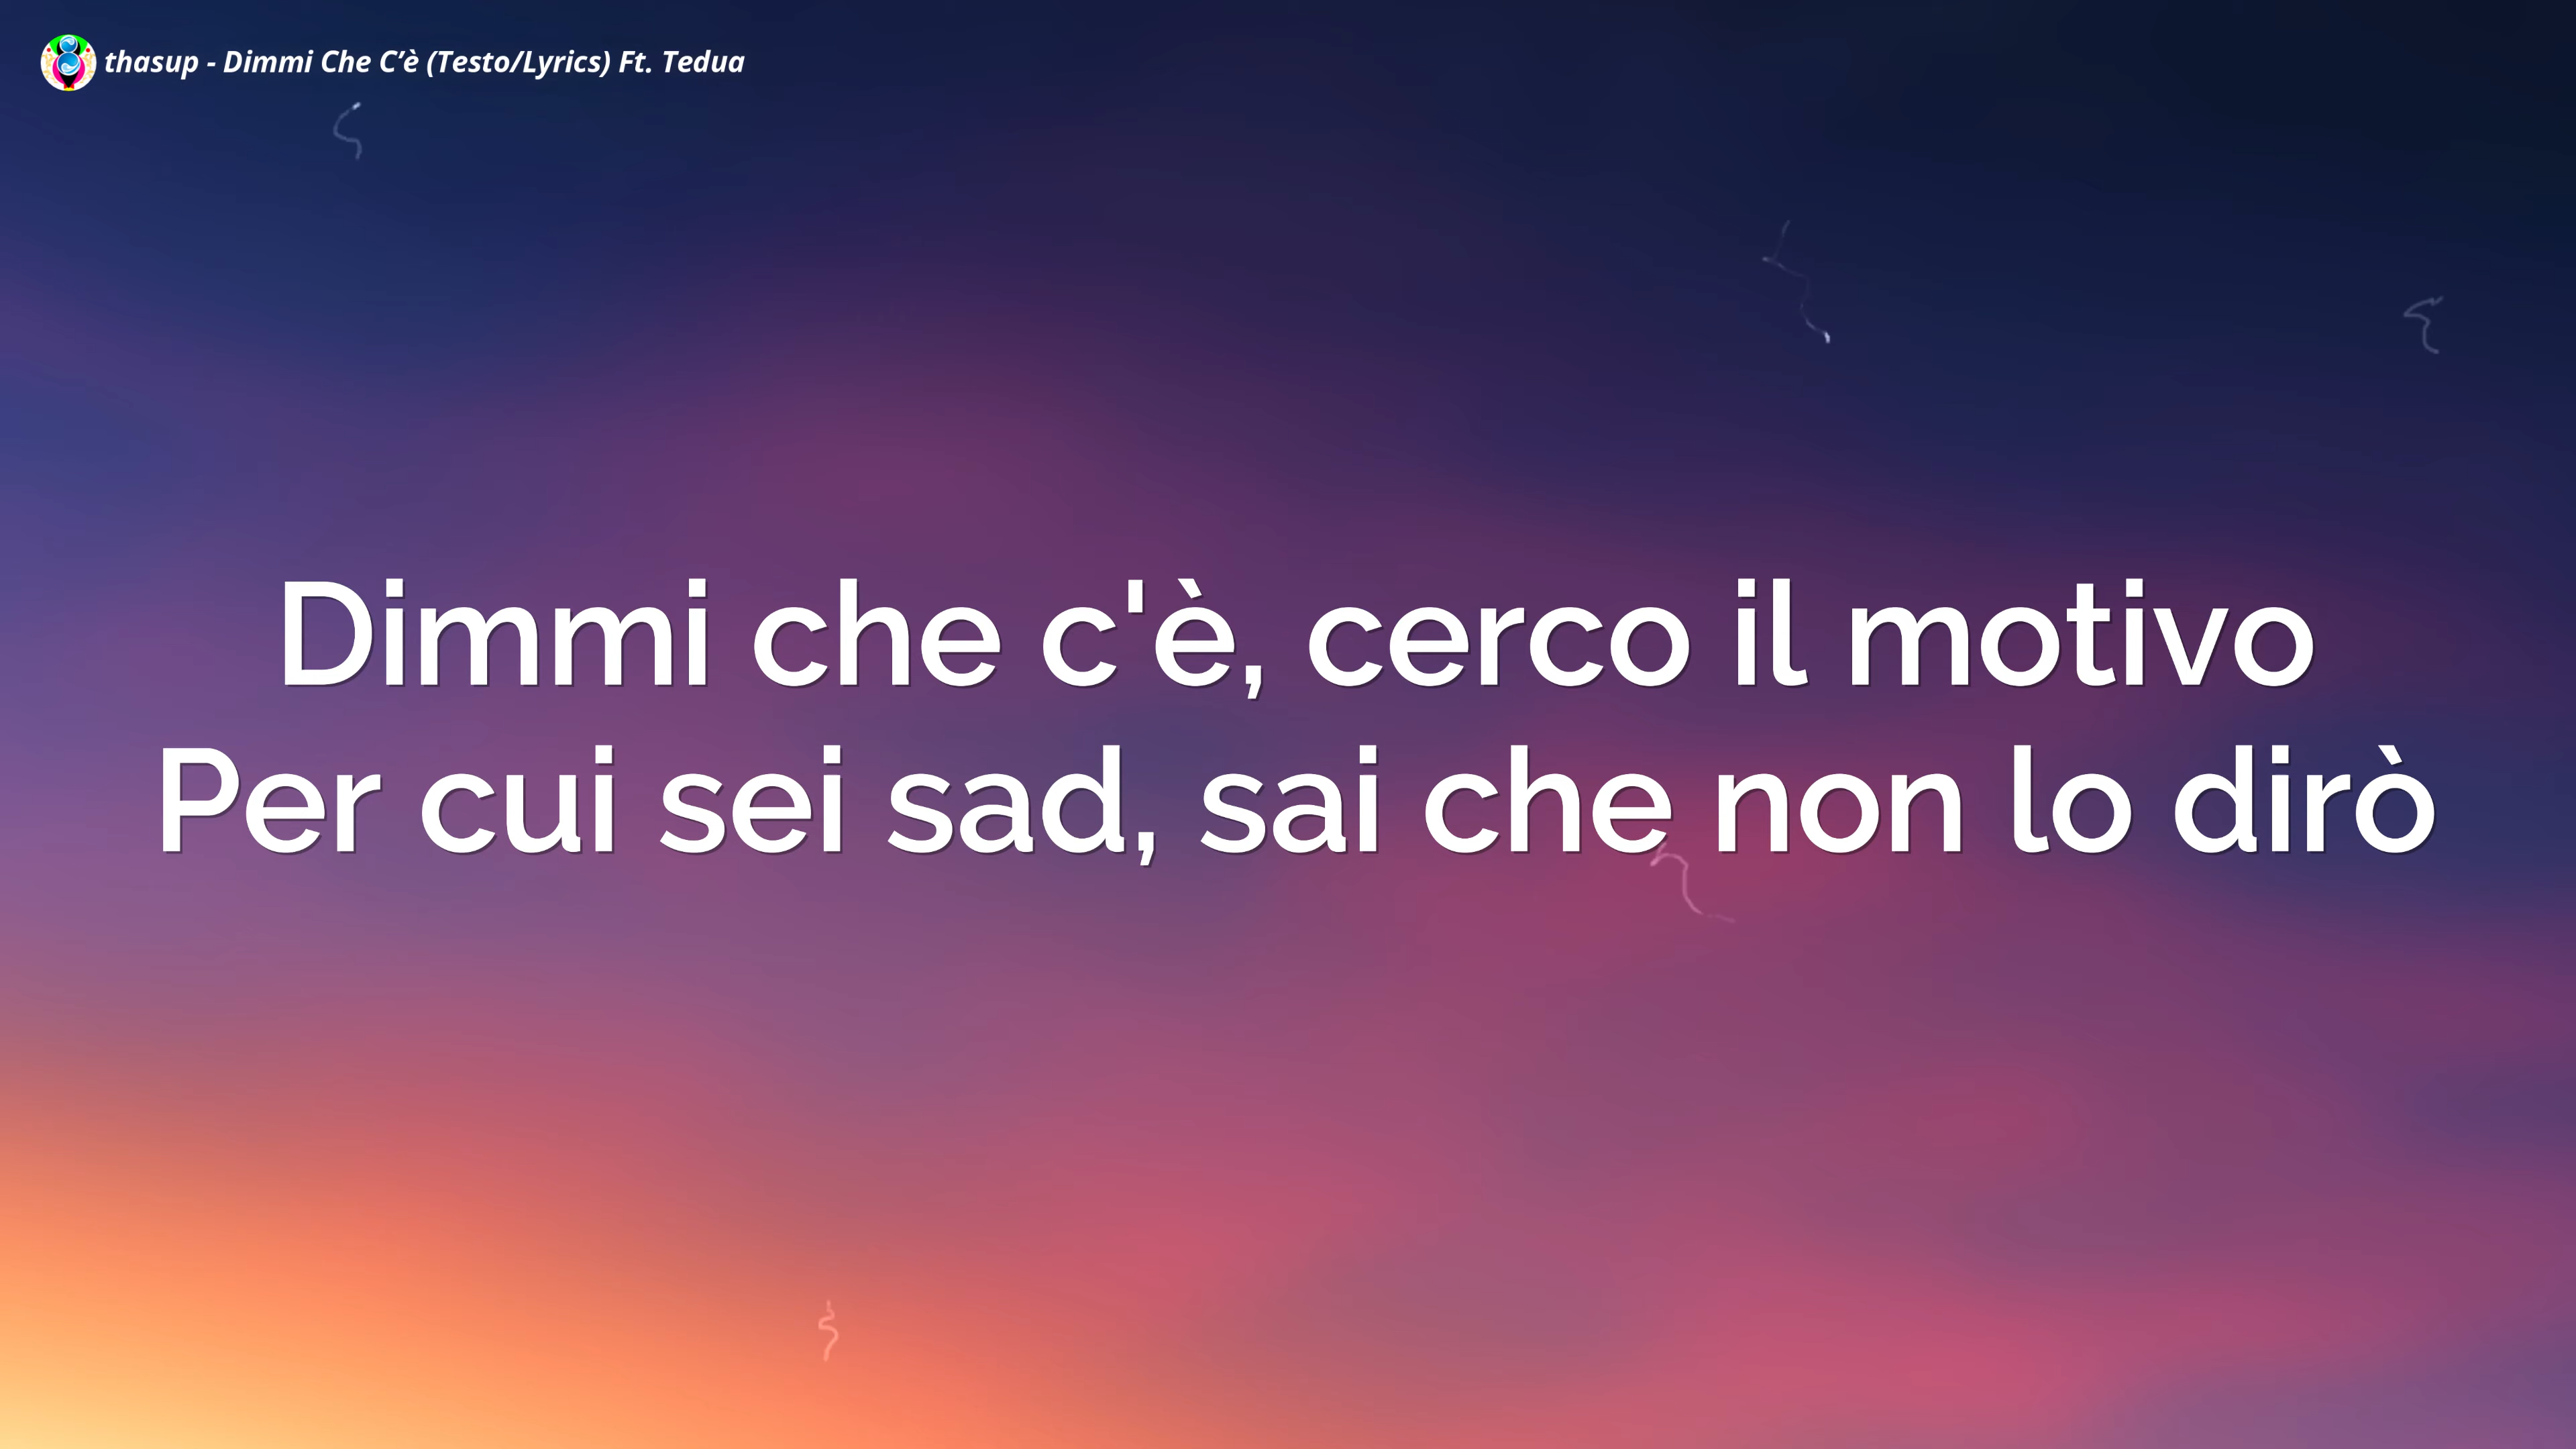 thasup - Dimmi Che C’è (Testo/Lyrics) Ft. Tedua
Dimmi che c'è, cerco il motivo
Per cui sei sad, sai che non lo dirò